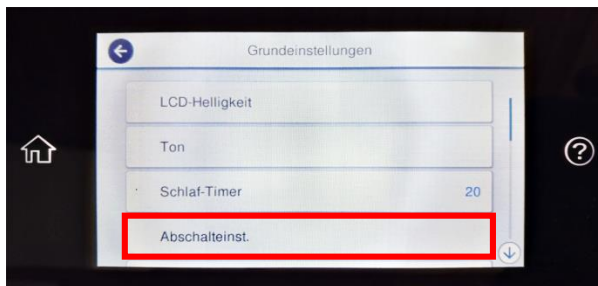 Grundeinstellungen
LCD-Helligkeit
Ton
Schlaf-Timer 20
Abschalteinst.